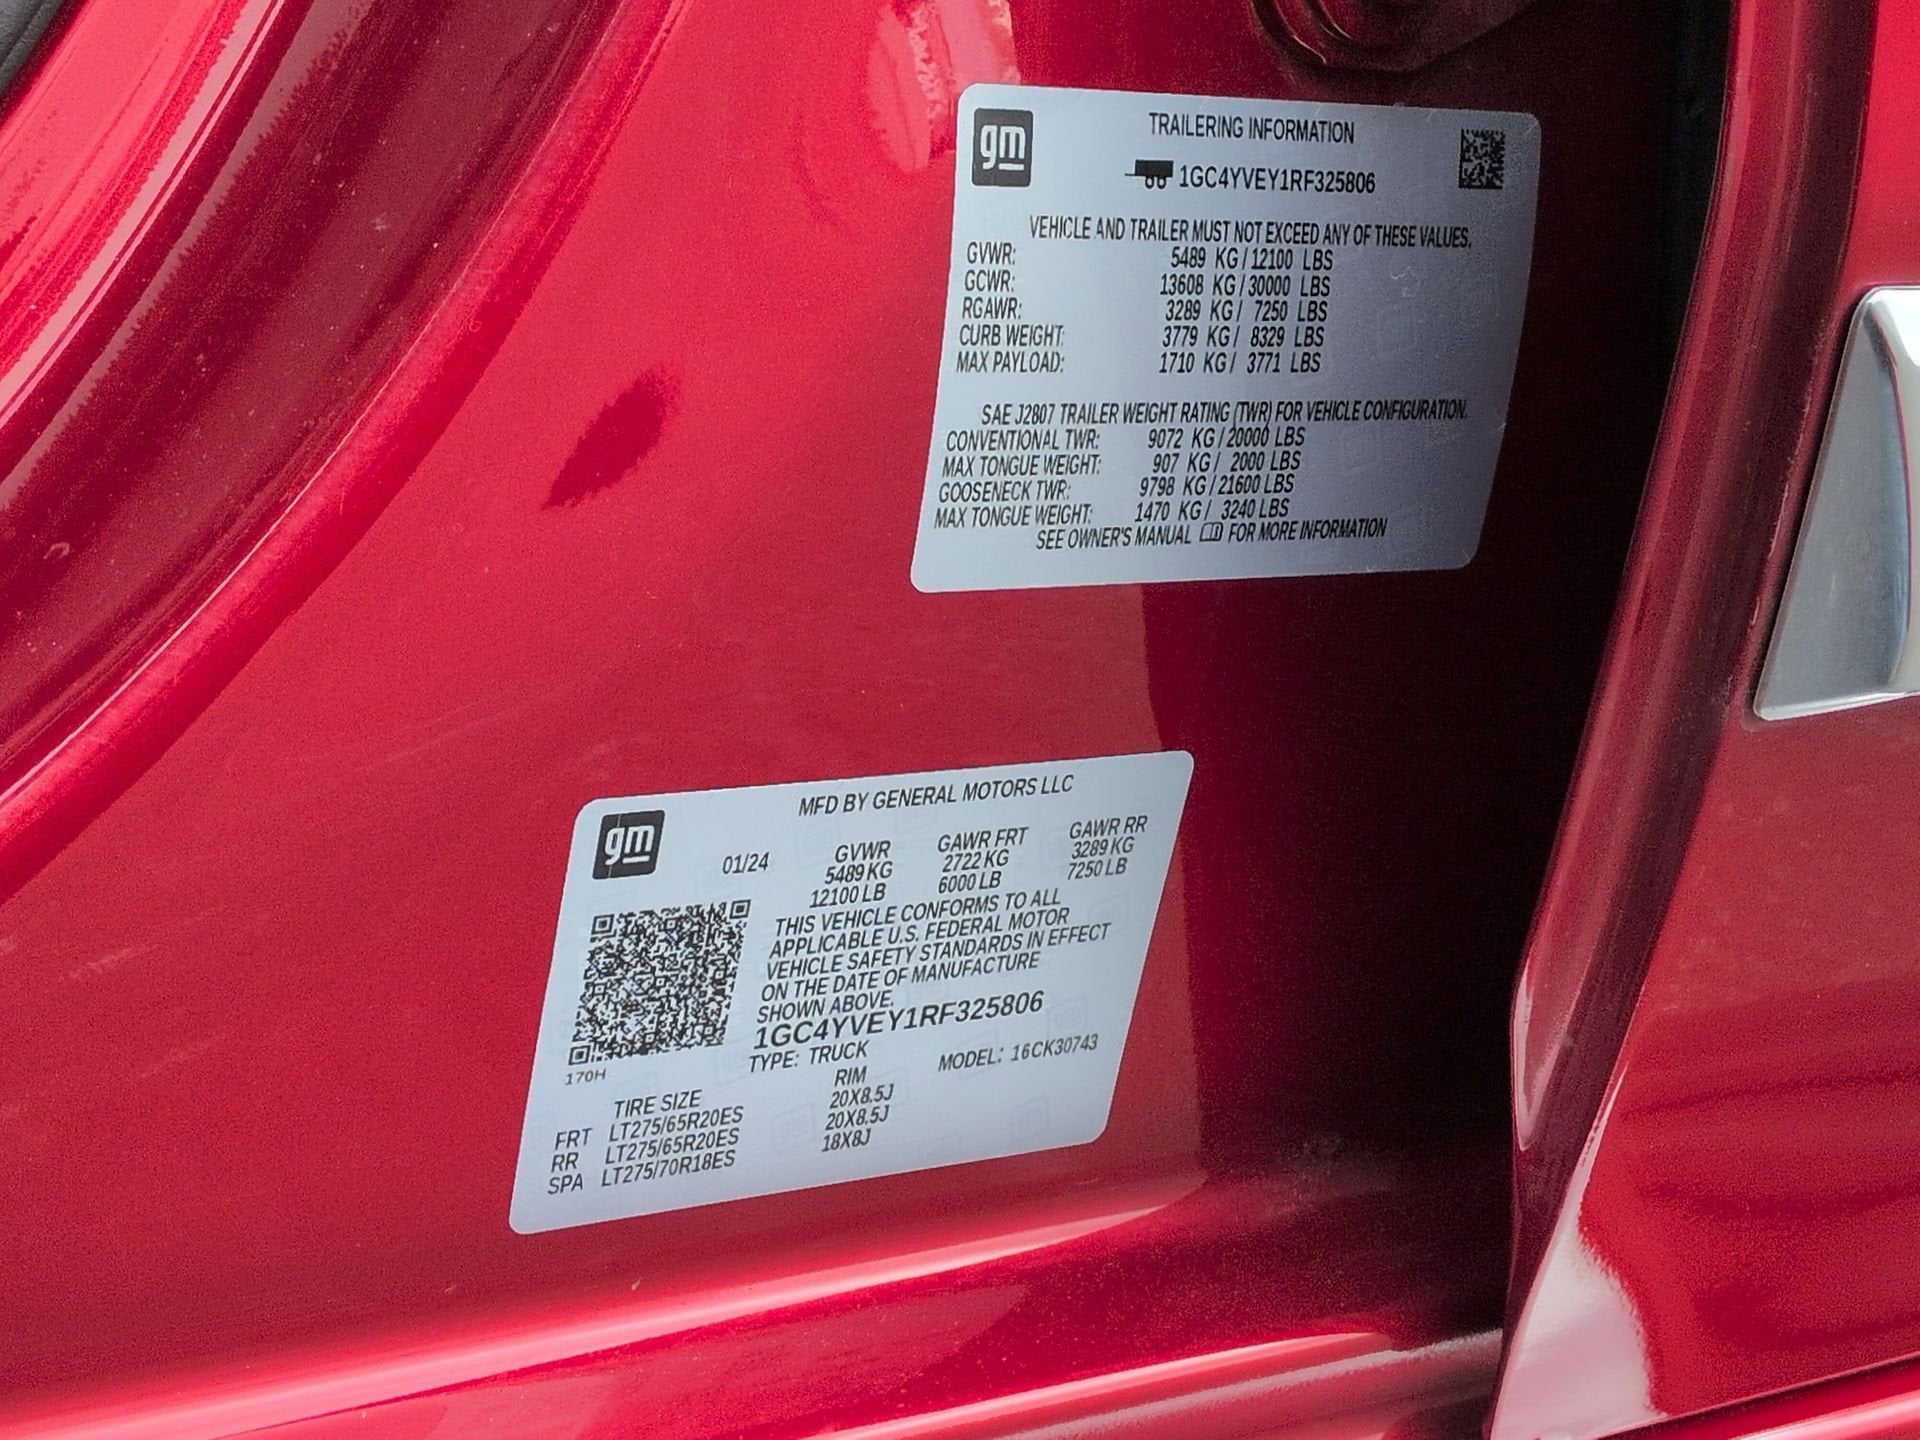 gm
TRAILERING INFORMATION
1GC4YVEY1RF325806
VEHICLE AND TRAILER MUST NOT EXCEED ANY OF THESE VALUES.
GVWR: 5489 KG / 12100 LBS
GCWR: 13608 KG / 30000 LBS
RGAWR: 3289 KG / 7250 LBS
CURB WEIGHT: 3779 KG / 8329 LBS
MAX PAYLOAD: 1710 KG / 3771 LBS
SAE J2807 TRAILER WEIGHT RATING (TWR) FOR VEHICLE CONFIGURATION.
CONVENTIONAL TWR: 9072 KG / 20000 LBS
MAX TONGUE WEIGHT: 907 KG / 2000 LBS
GOOSENECK TWR: 9798 KG / 21600 LBS
MAX TONGUE WEIGHT: 1470 KG / 3240 LBS
SEE OWNER'S MANUAL FOR MORE INFORMATION
gm
MFD BY GENERAL MOTORS LLC
01/24 GVWR GAWR FRT GAWR RR
5489 KG 2722 KG 3289 KG
12100 LB 6000 LB 7250 LB
THIS VEHICLE CONFORMS TO ALL
APPLICABLE U.S. FEDERAL MOTOR
VEHICLE SAFETY STANDARDS IN EFFECT
ON THE DATE OF MANUFACTURE
SHOWN ABOVE.
1GC4YVEY1RF325806
TYPE: TRUCK MODEL: 16CK30743
170H
TIRE SIZE RIM
FRT LT275/65R20ES 20X8.5J
RR LT275/65R20ES 20X8.5J
SPA LT275/70R18ES 18X8J